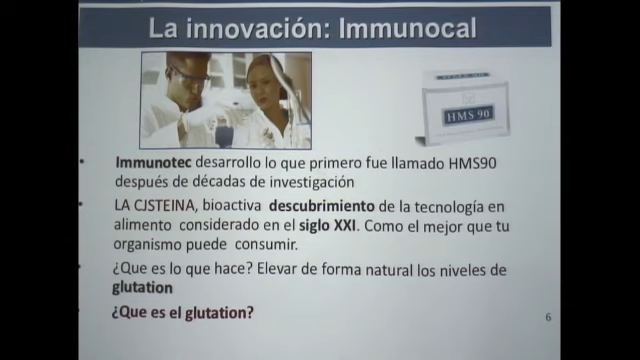 La innovación: Immunocal
HMS 90
Immunotec desarrollo lo que primero fue llamado HMS90
después de décadas de investigación
LA CISTEINA, bioactiva descubrimiento de la tecnología en
alimento considerado en el siglo XXI. Como el mejor que tu
organismo puede consumir.
¿Que es lo que hace? Elevar de forma natural los niveles de
glutation
¿Que es el glutation?
6